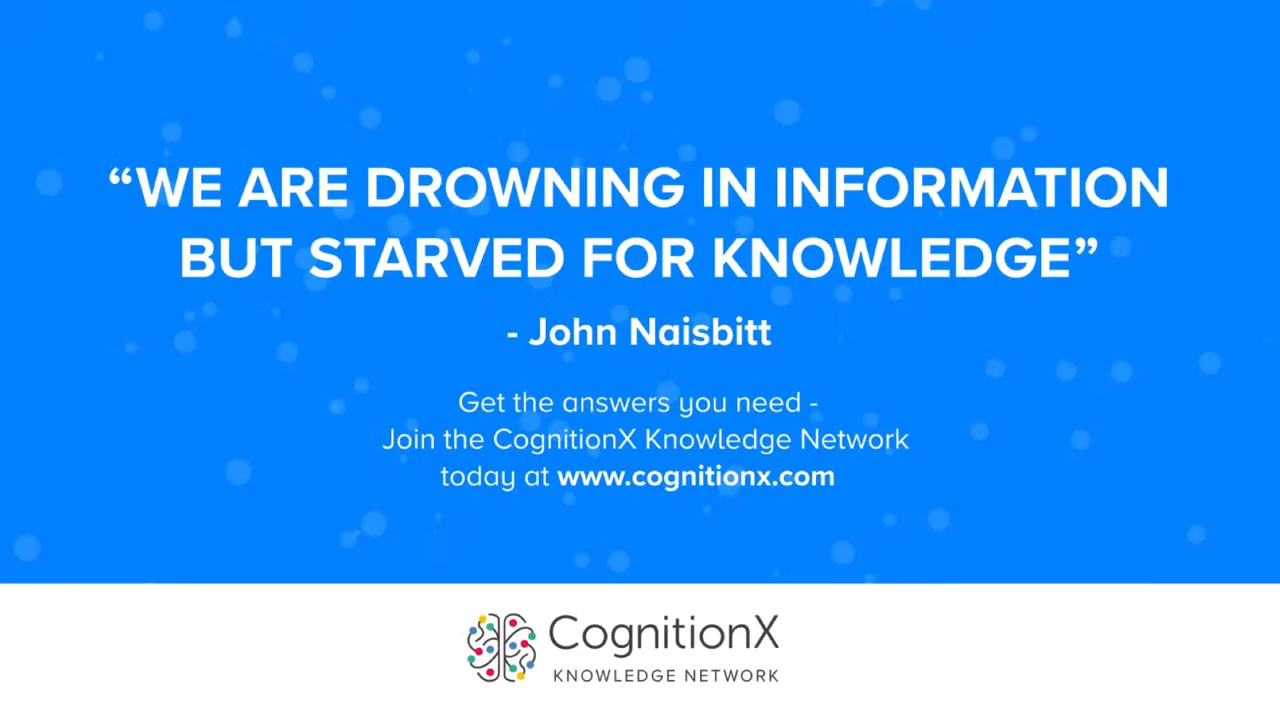 “WE ARE DROWNING IN INFORMATION
BUT STARVED FOR KNOWLEDGE”
- John Naisbitt
Get the answers you need -
Join the CognitionX Knowledge Network
today at www.cognitionx.com
CognitionX
KNOWLEDGE NETWORK